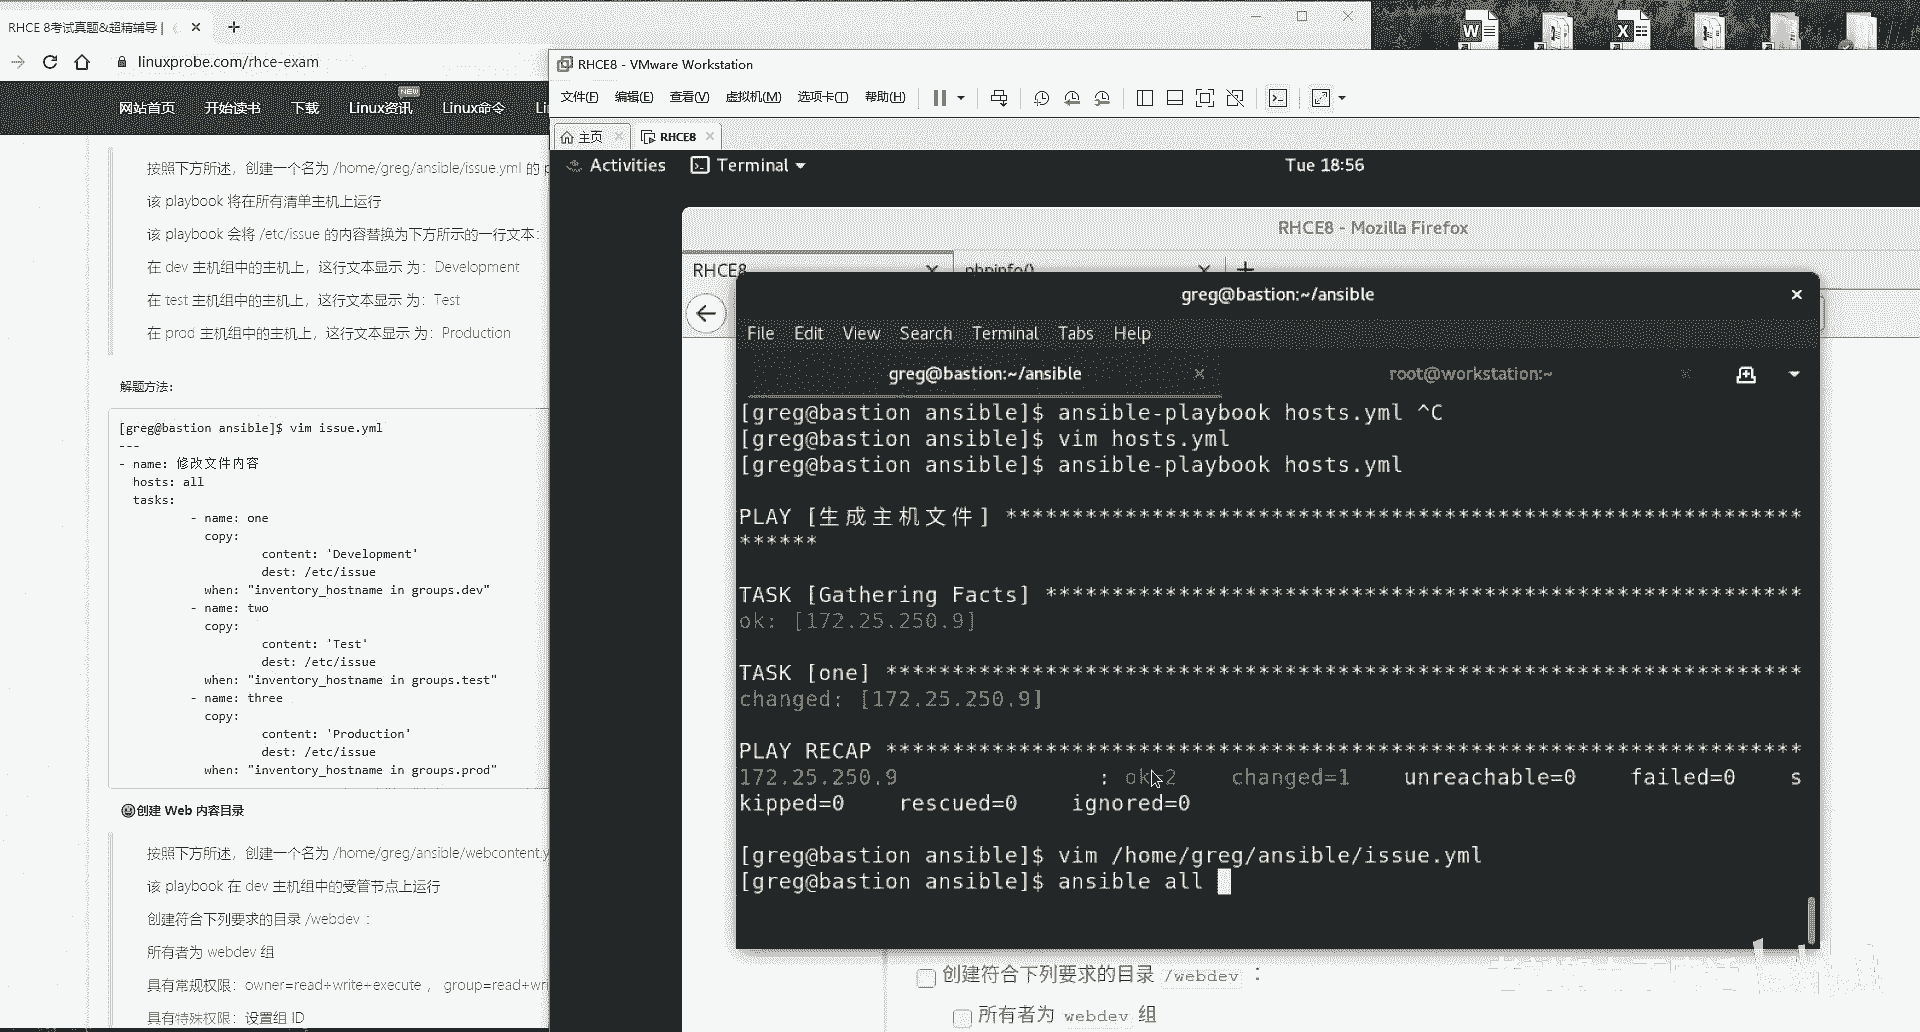 RHCE 8考试真题&超精辅导 |
linuxprobe.com/rhce-exam
网站首页 开始读书 下载 Linux资讯 NEW Linux命令
按照下方所述，创建一个名为 /home/greg/ansible/issue.yml 的
该 playbook 将在所有清单主机上运行
该 playbook 会将 /etc/issue 的内容替换为下方所示的一行文本：
在 dev 主机组中的主机上，这行文本显示 为：Development
在 test 主机组中的主机上，这行文本显示 为：Test
在 prod 主机组中的主机上，这行文本显示 为：Production
解题方法：
[greg@bastion ansible]$ vim issue.yml
---
- name: 修改文件内容
hosts: all
tasks:
- name: one
copy:
content: 'Development'
dest: /etc/issue
when: "inventory_hostname in groups.dev"
- name: two
copy:
content: 'Test'
dest: /etc/issue
when: "inventory_hostname in groups.test"
- name: three
copy:
content: 'Production'
dest: /etc/issue
when: "inventory_hostname in groups.prod"
创建 Web 内容目录
按照下方所述，创建一个名为 /home/greg/ansible/webcontent.y
该 playbook 在 dev 主机组中的受管节点上运行
创建符合下列要求的目录 /webdev ：
所有者为 webdev 组
具有常规权限：owner=read+write+execute ， group=read+wri
具有特殊权限：设置组 ID
RHCE8 - VMware Workstation
文件(F) 编辑(E) 查看(V) 虚拟机(M) 选项卡(T) 帮助(H)
主页 RHCE8
Activities Terminal Tue 18:56
RHCE8 - Mozilla Firefox
RHCE8 phpinfo()
greg@bastion:~/ansible
File Edit View Search Terminal Tabs Help
greg@bastion:~/ansible root@workstation:~
[greg@bastion ansible]$ ansible-playbook hosts.yml ^C
[greg@bastion ansible]$ vim hosts.yml
[greg@bastion ansible]$ ansible-playbook hosts.yml
PLAY [生成主机文件] ************************************************************
******
TASK [Gathering Facts] *********************************************************
ok: [172.25.250.9]
TASK [one] *********************************************************************
changed: [172.25.250.9]
PLAY RECAP *********************************************************************
172.25.250.9 : ok=2 changed=1 unreachable=0 failed=0 s
kipped=0 rescued=0 ignored=0
[greg@bastion ansible]$ vim /home/greg/ansible/issue.yml
[greg@bastion ansible]$ ansible all
创建符合下列要求的目录 /webdev ：
所有者为 webdev 组